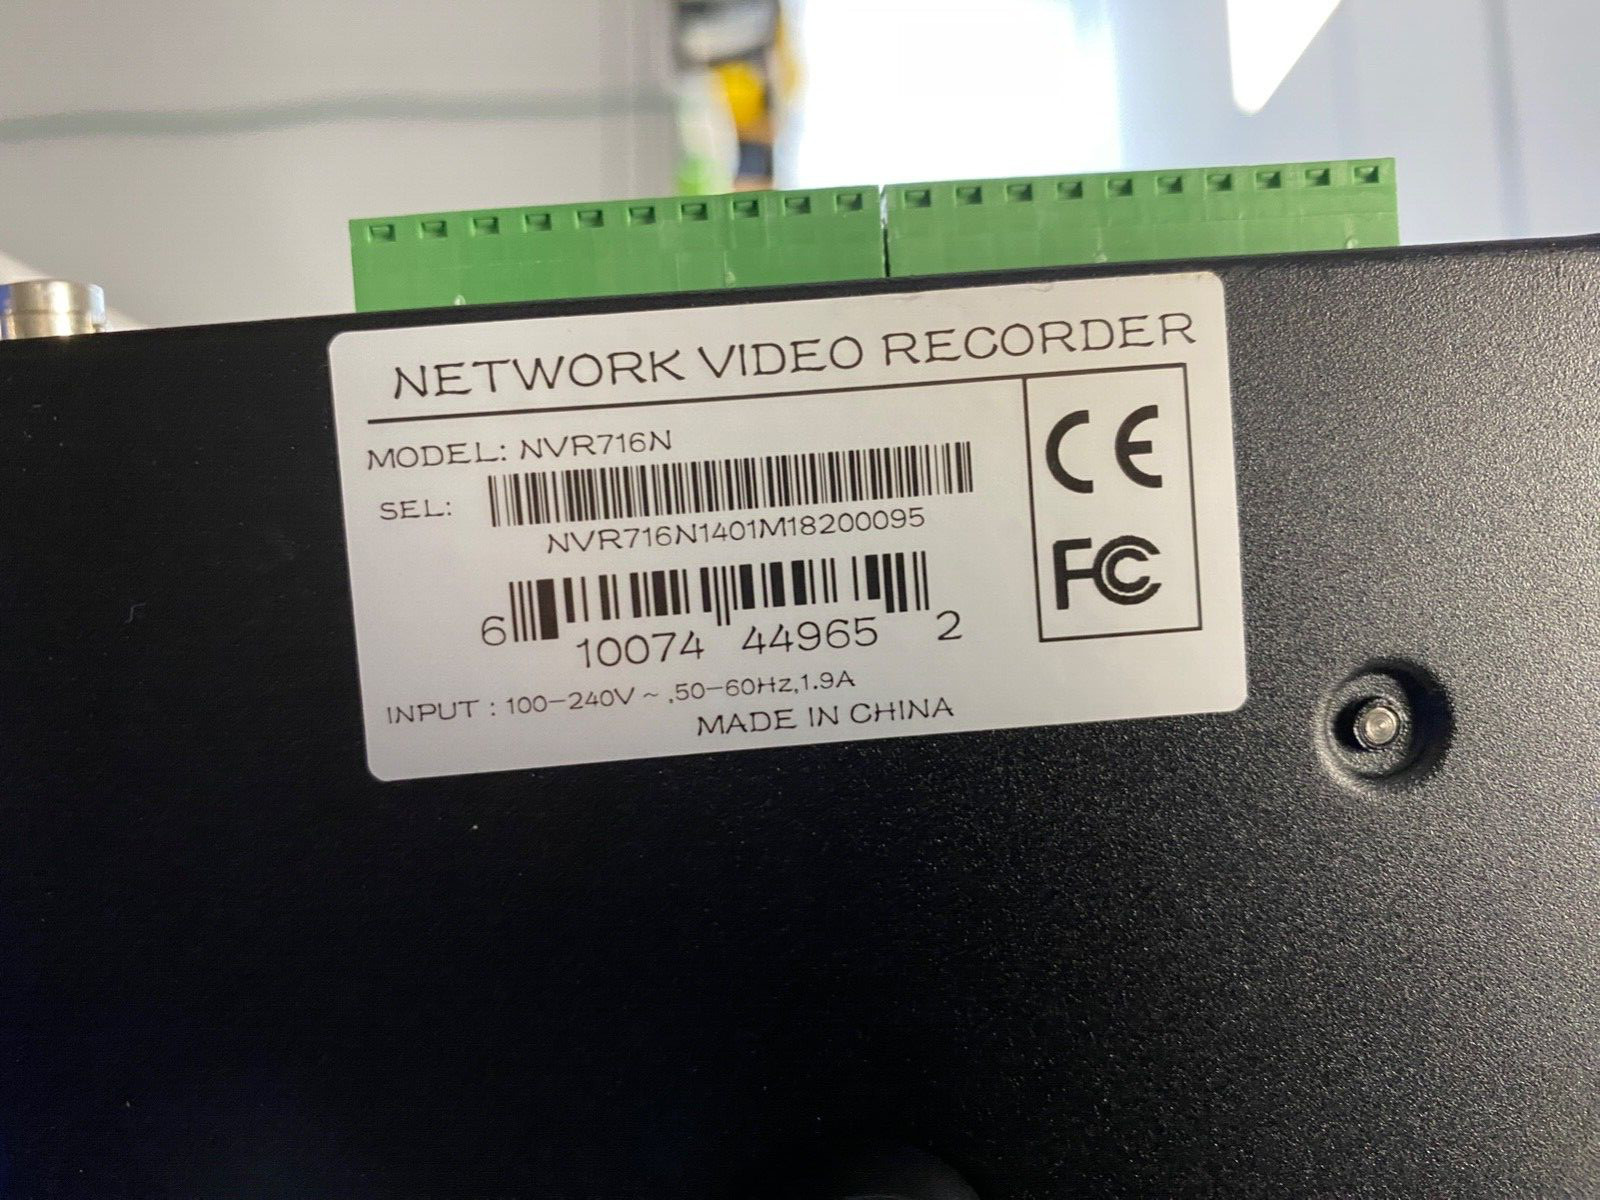 NETWORK VIDEO RECORDER
MODEL: NVR716N
SEL:
NVR716N1401M18200095
6 10074 44965 2
INPUT : 100-240V ~ ,50-60Hz,1.9A
MADE IN CHINA
CE
FC